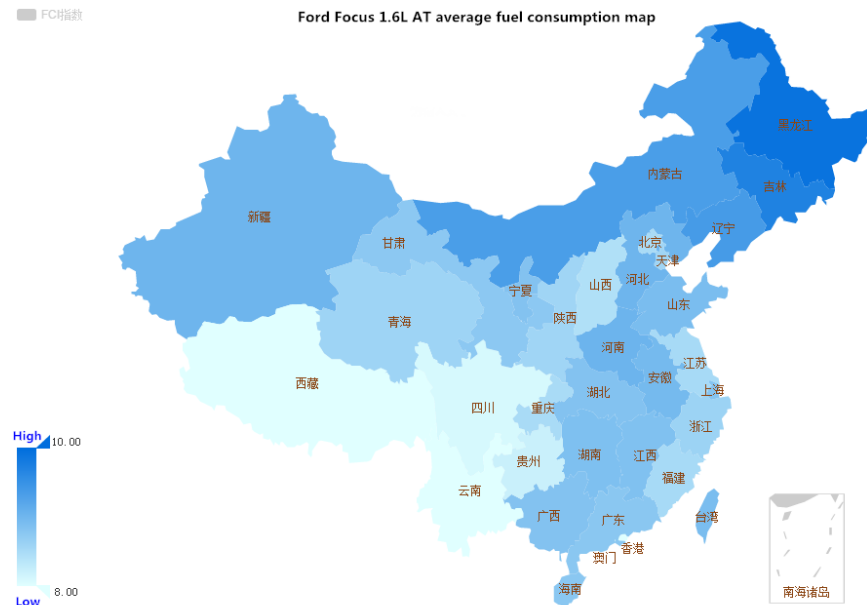 FCI指数
Ford Focus 1.6L AT average fuel consumption map
黑龙江
内蒙古
吉林
新疆
辽宁
甘肃
北京
天津
宁夏
山西
河北
山东
青海
陕西
河南
江苏
西藏
安徽
上海
四川
重庆
湖北
浙江
High
10.00
贵州
湖南
江西
福建
云南
广西
广东
台湾
香港
澳门
海南
南海诸岛
8.00
Low